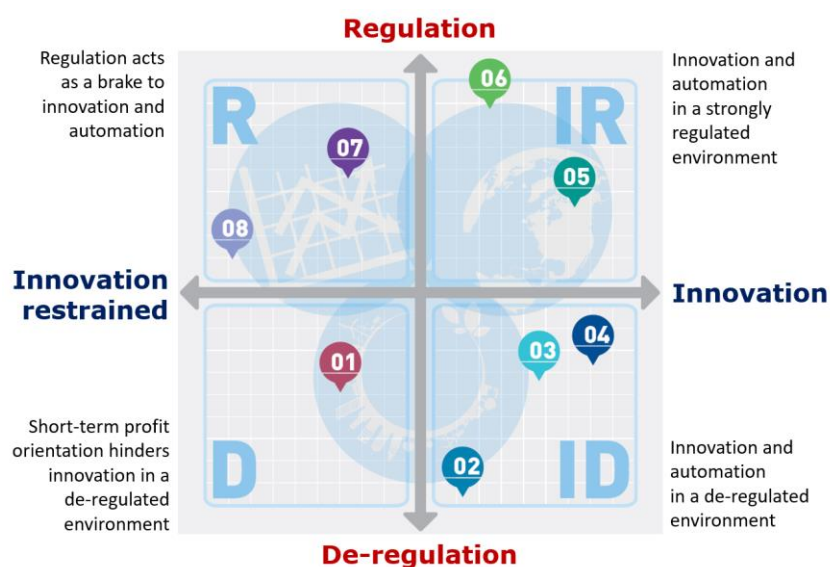 Regulation
Regulation acts
as a brake to
innovation and
automation
Innovation and
automation
in a strongly
regulated
environment
R
IR
06
07
05
08
Innovation
restrained
Innovation
01
03
04
02
D
ID
Short-term profit
orientation hinders
innovation in a
de-regulated
environment
Innovation and
automation
in a de-regulated
environment
De-regulation